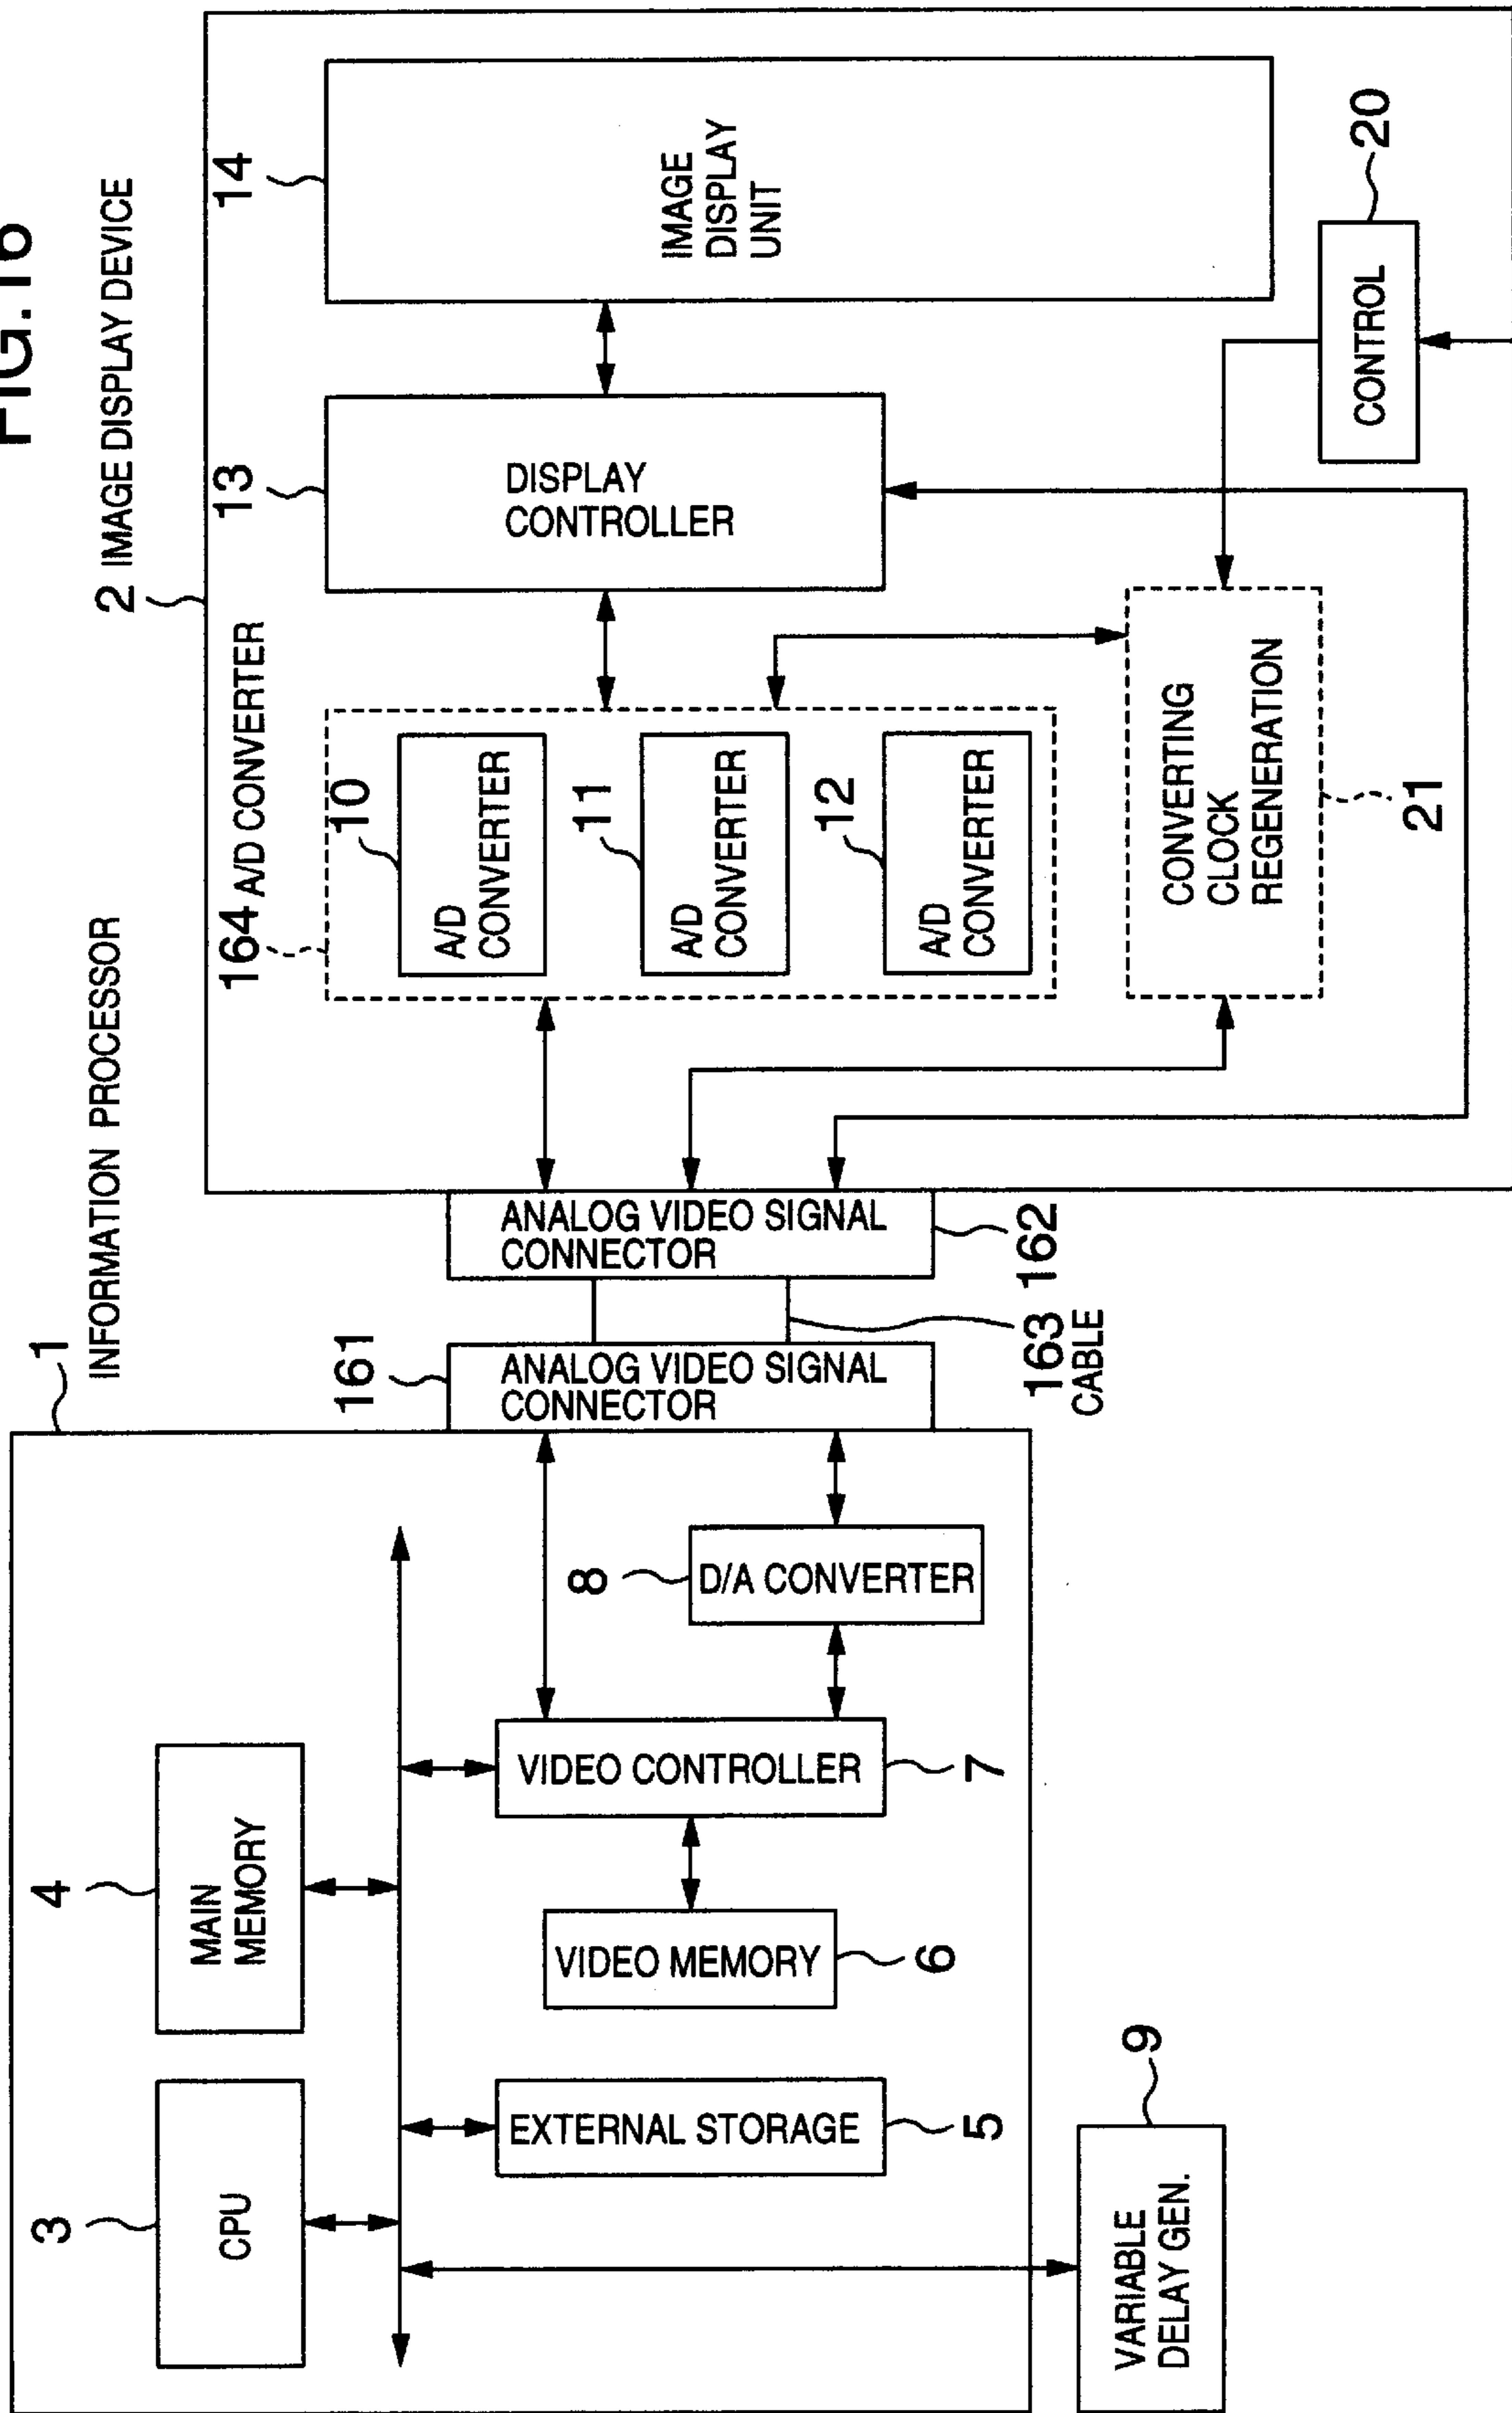 FIG.16
1
INFORMATION PROCESSOR
3
CPU
4
MAIN
MEMORY
EXTERNAL STORAGE
5
VIDEO MEMORY
6
VIDEO CONTROLLER
7
8
D/A CONVERTER
VARIABLE
DELAY GEN.
9
161
ANALOG VIDEO SIGNAL
CONNECTOR
163
CABLE
ANALOG VIDEO SIGNAL
CONNECTOR
162
2 IMAGE DISPLAY DEVICE
164 A/D CONVERTER
10
A/D
CONVERTER
11
A/D
CONVERTER
12
A/D
CONVERTER
CONVERTING
CLOCK
REGENERATION
21
13
DISPLAY
CONTROLLER
14
IMAGE
DISPLAY
UNIT
CONTROL
20